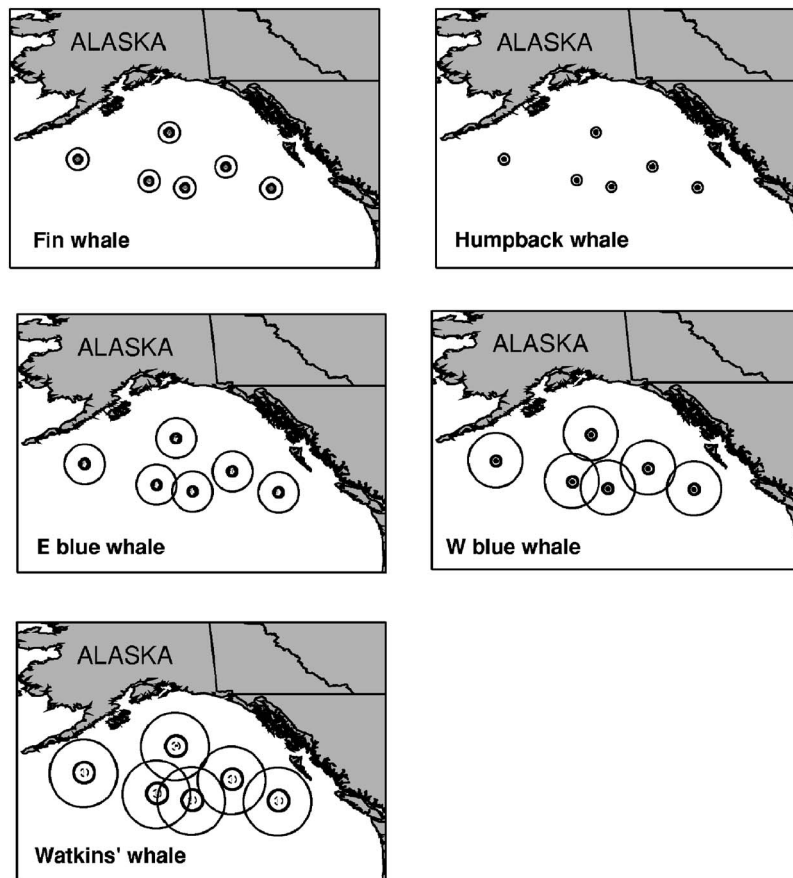 ALASKA
Fin whale
ALASKA
Humpback whale
ALASKA
E blue whale
ALASKA
W blue whale
ALASKA
Watkins' whale